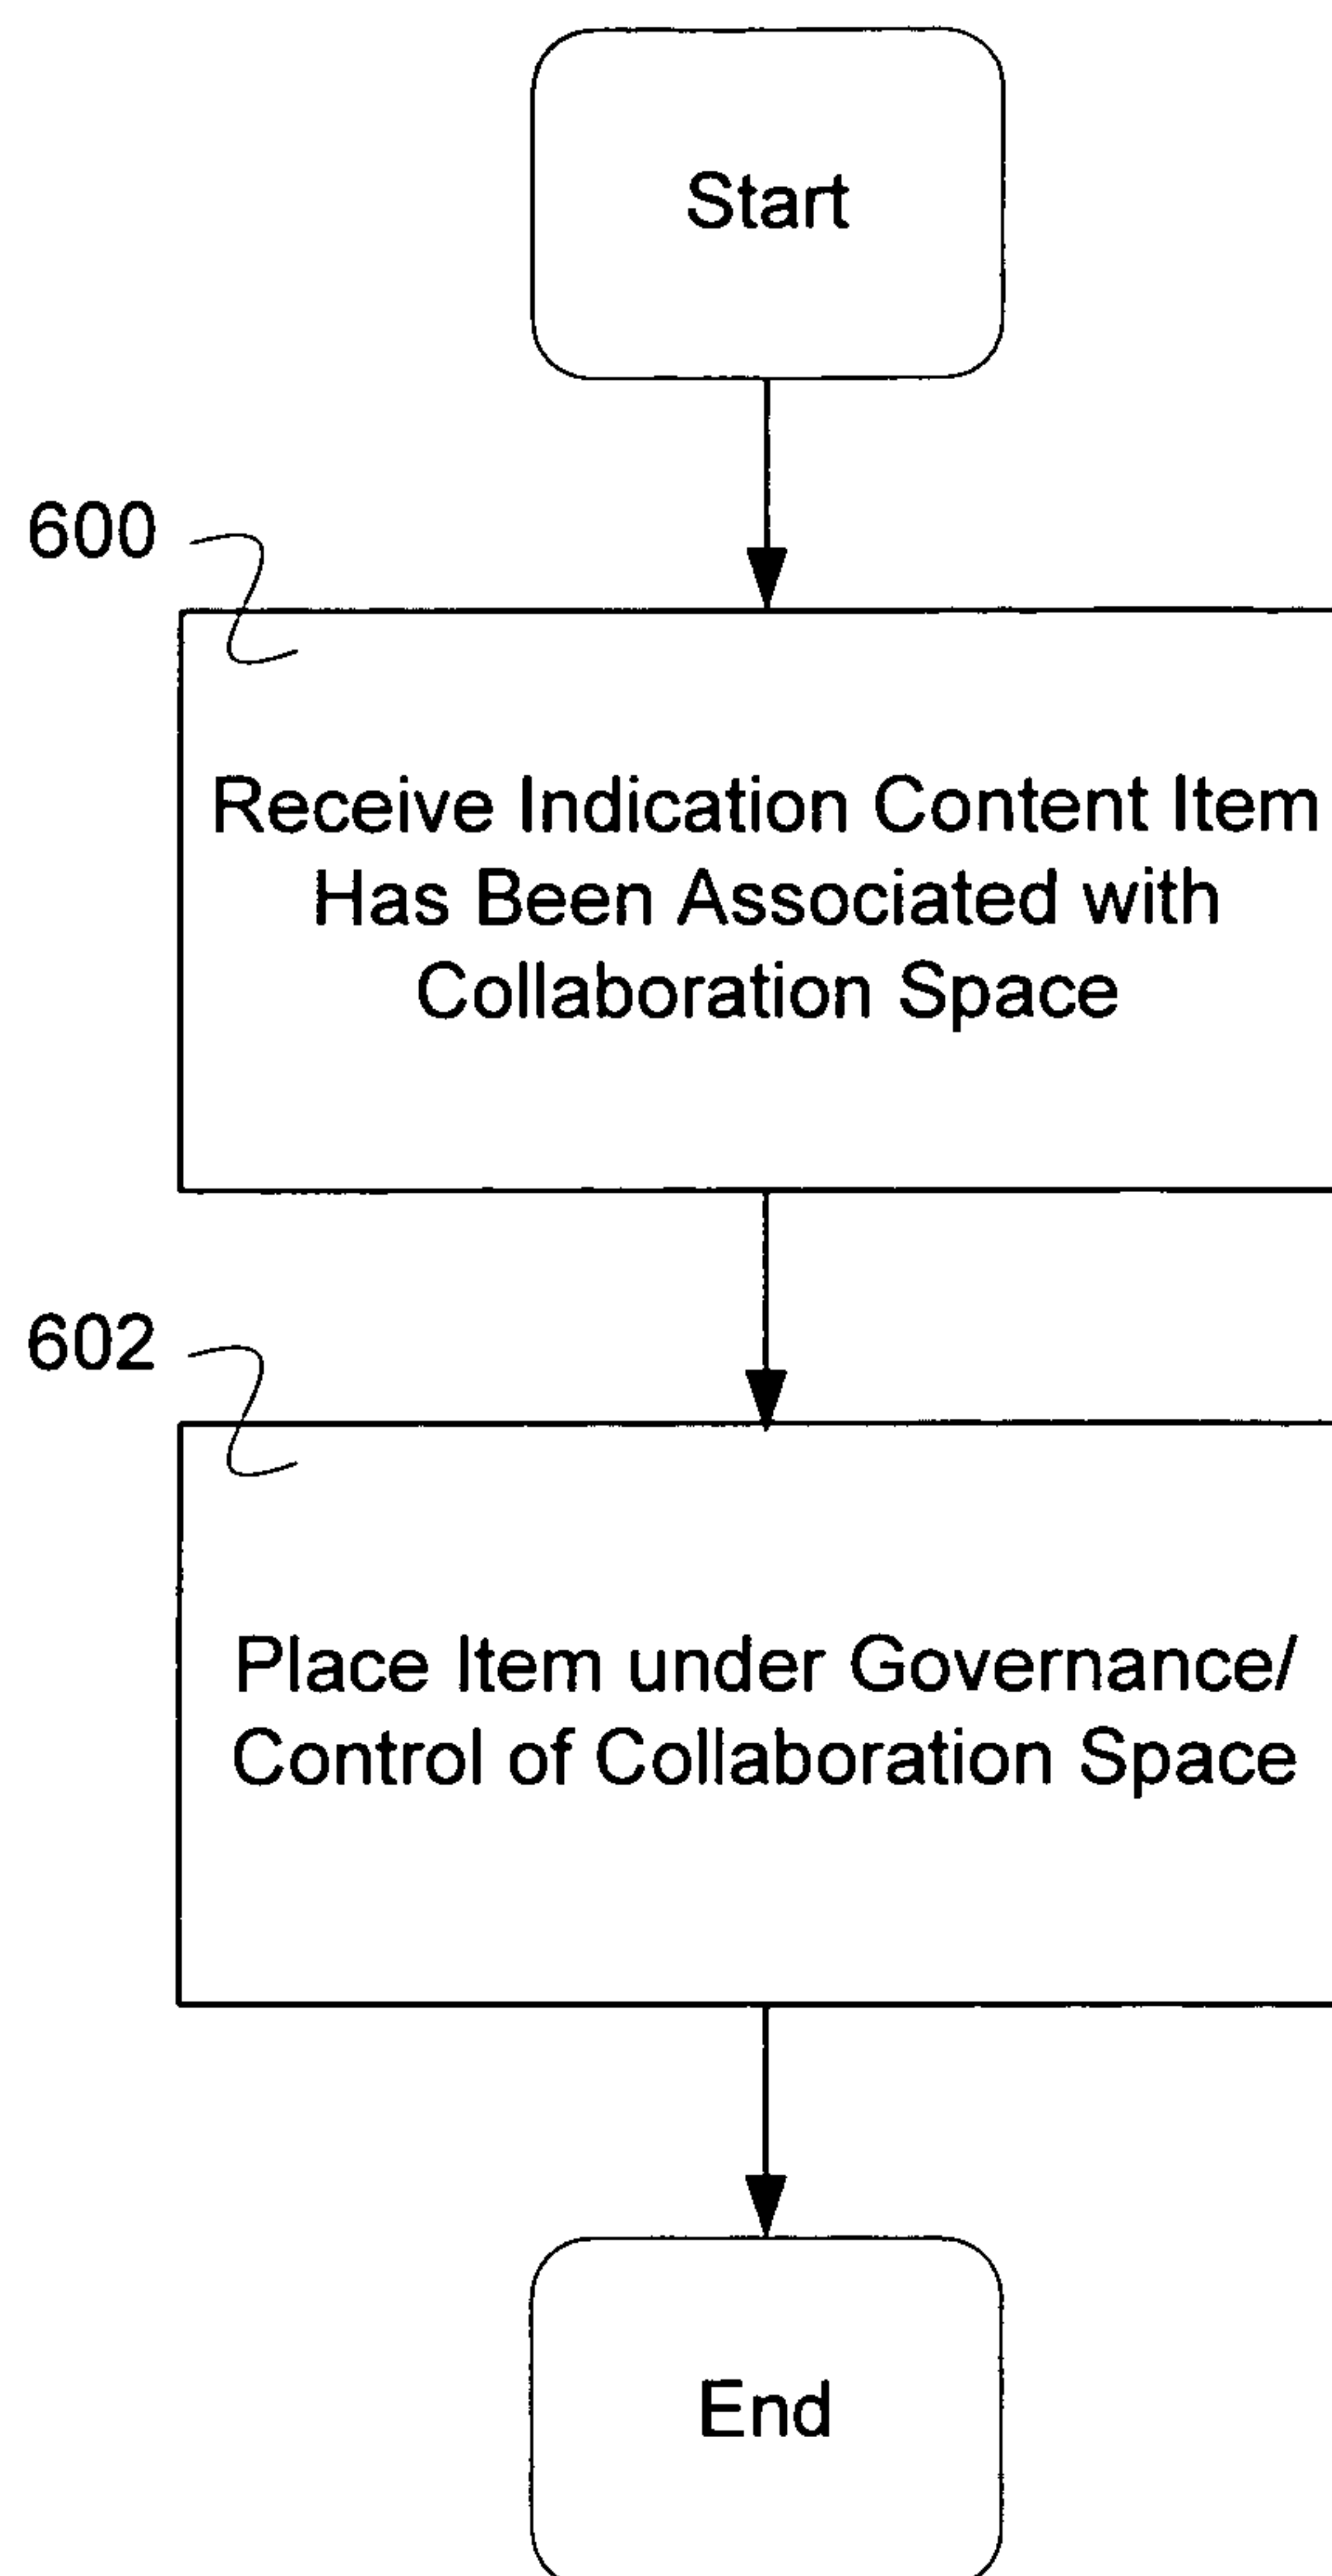 Start
600
Receive Indication Content Item
Has Been Associated with
Collaboration Space
602
Place Item under Governance/
Control of Collaboration Space
End